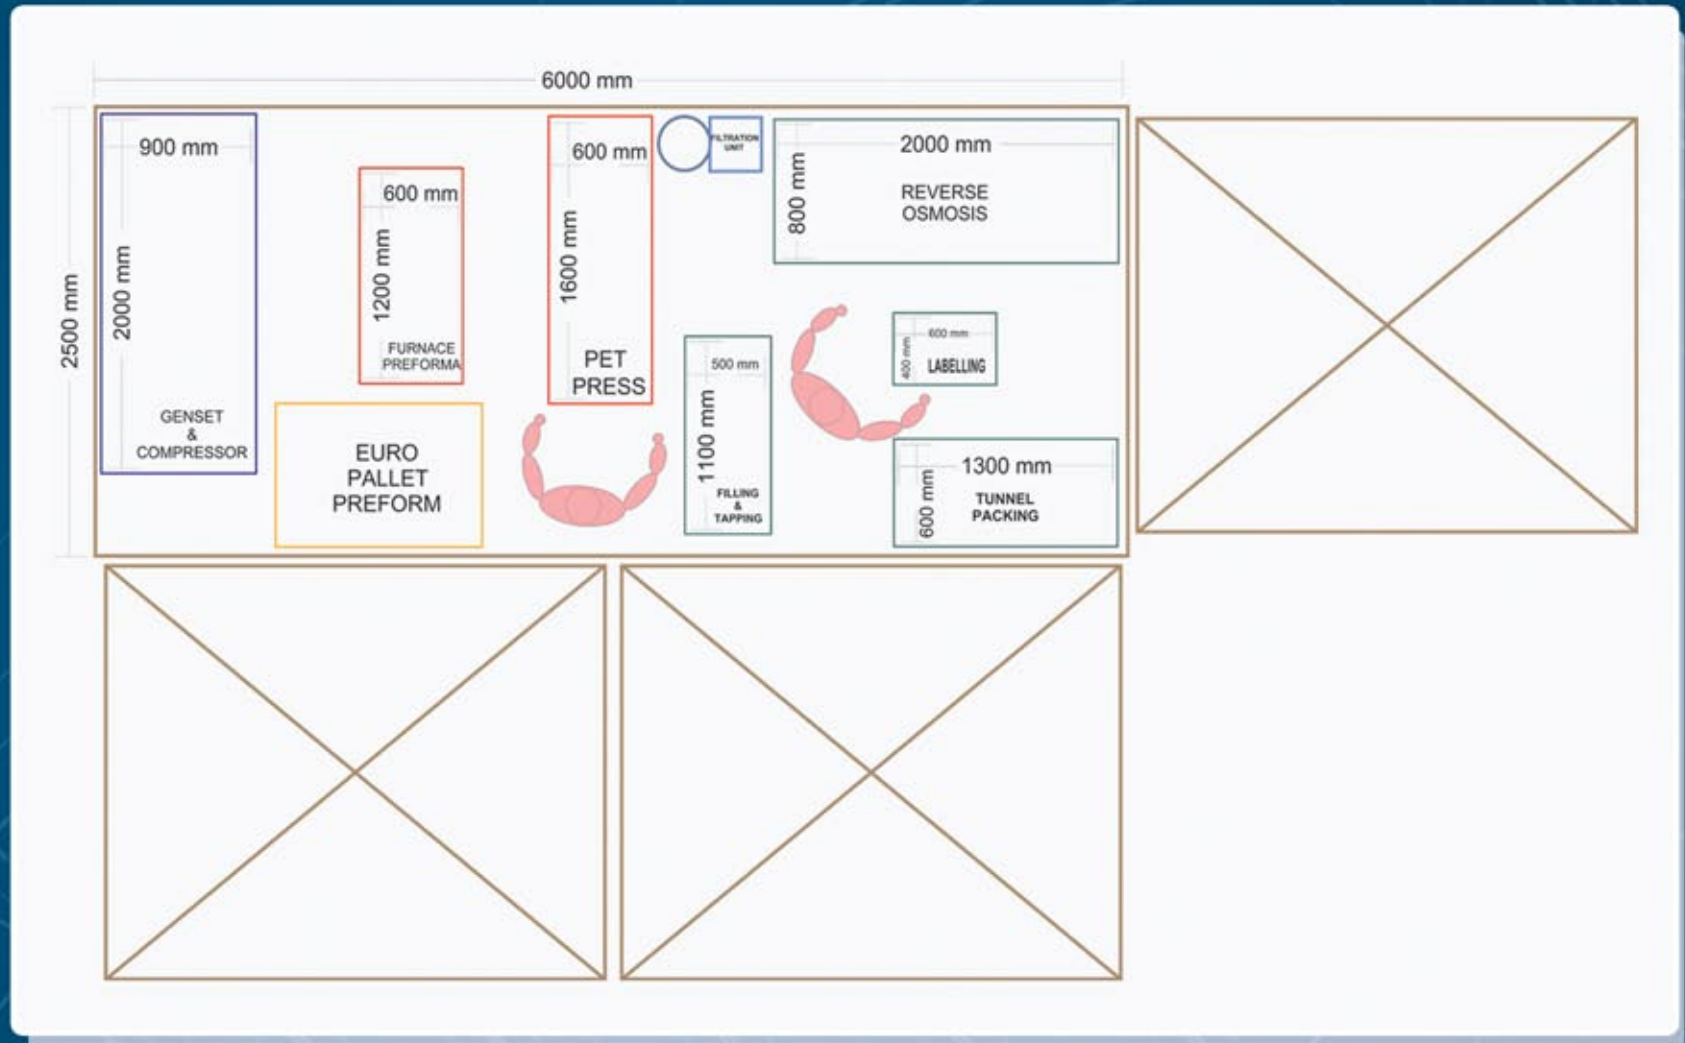 6000 mm
2500 mm
900 mm
2000 mm
GENSET
&
COMPRESSOR
600 mm
1200 mm
FURNACE
PREFORMA
EURO
PALLET
PREFORM
600 mm
1600 mm
PET
PRESS
FILTRATION
UNIT
2000 mm
800 mm
REVERSE
OSMOSIS
500 mm
1100 mm
FILLING
&
TAPPING
600 mm
400 mm
LABELLING
1300 mm
600 mm
TUNNEL
PACKING